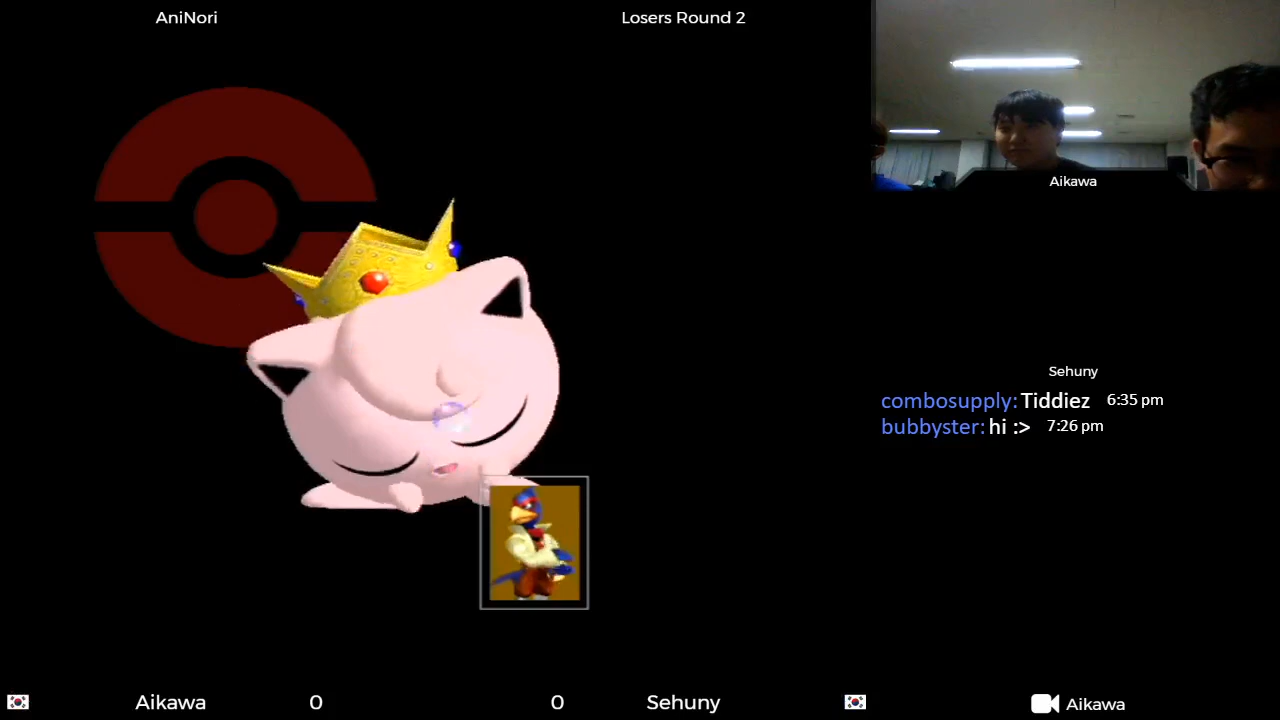 AniNori
Losers Round 2
Aikawa
Sehuny
combosupply: Tiddiez 6:35 pm
bubbyster: hi :> 7:26 pm
Aikawa 0 0 Sehuny
Aikawa